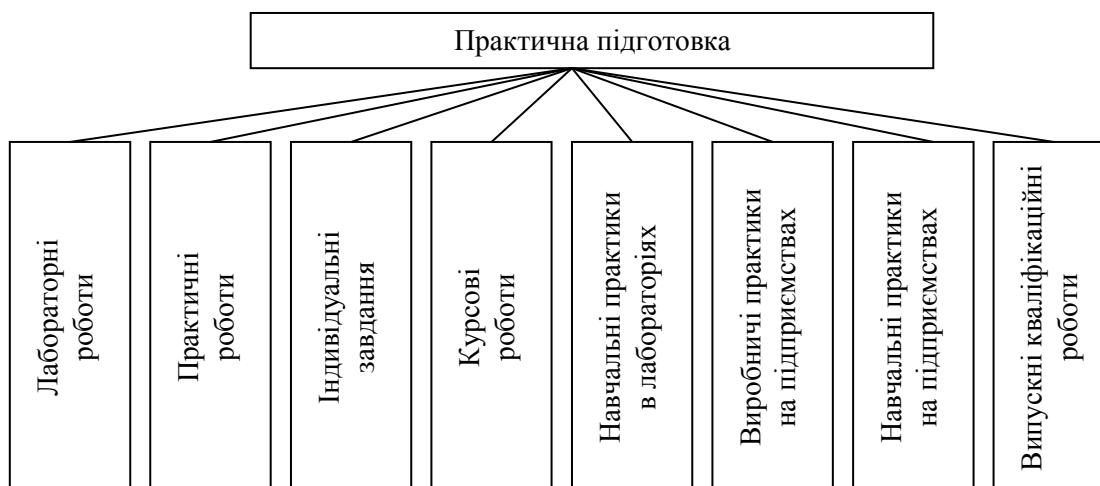 Практична підготовка
Лабораторні
роботи
Практичні
роботи
Індивідуальні
завдання
Курсові
роботи
Навчальні практики
в лабораторіях
Виробничі практики
на підприємствах
Навчальні практики
на підприємствах
Випускні кваліфікаційні
роботи